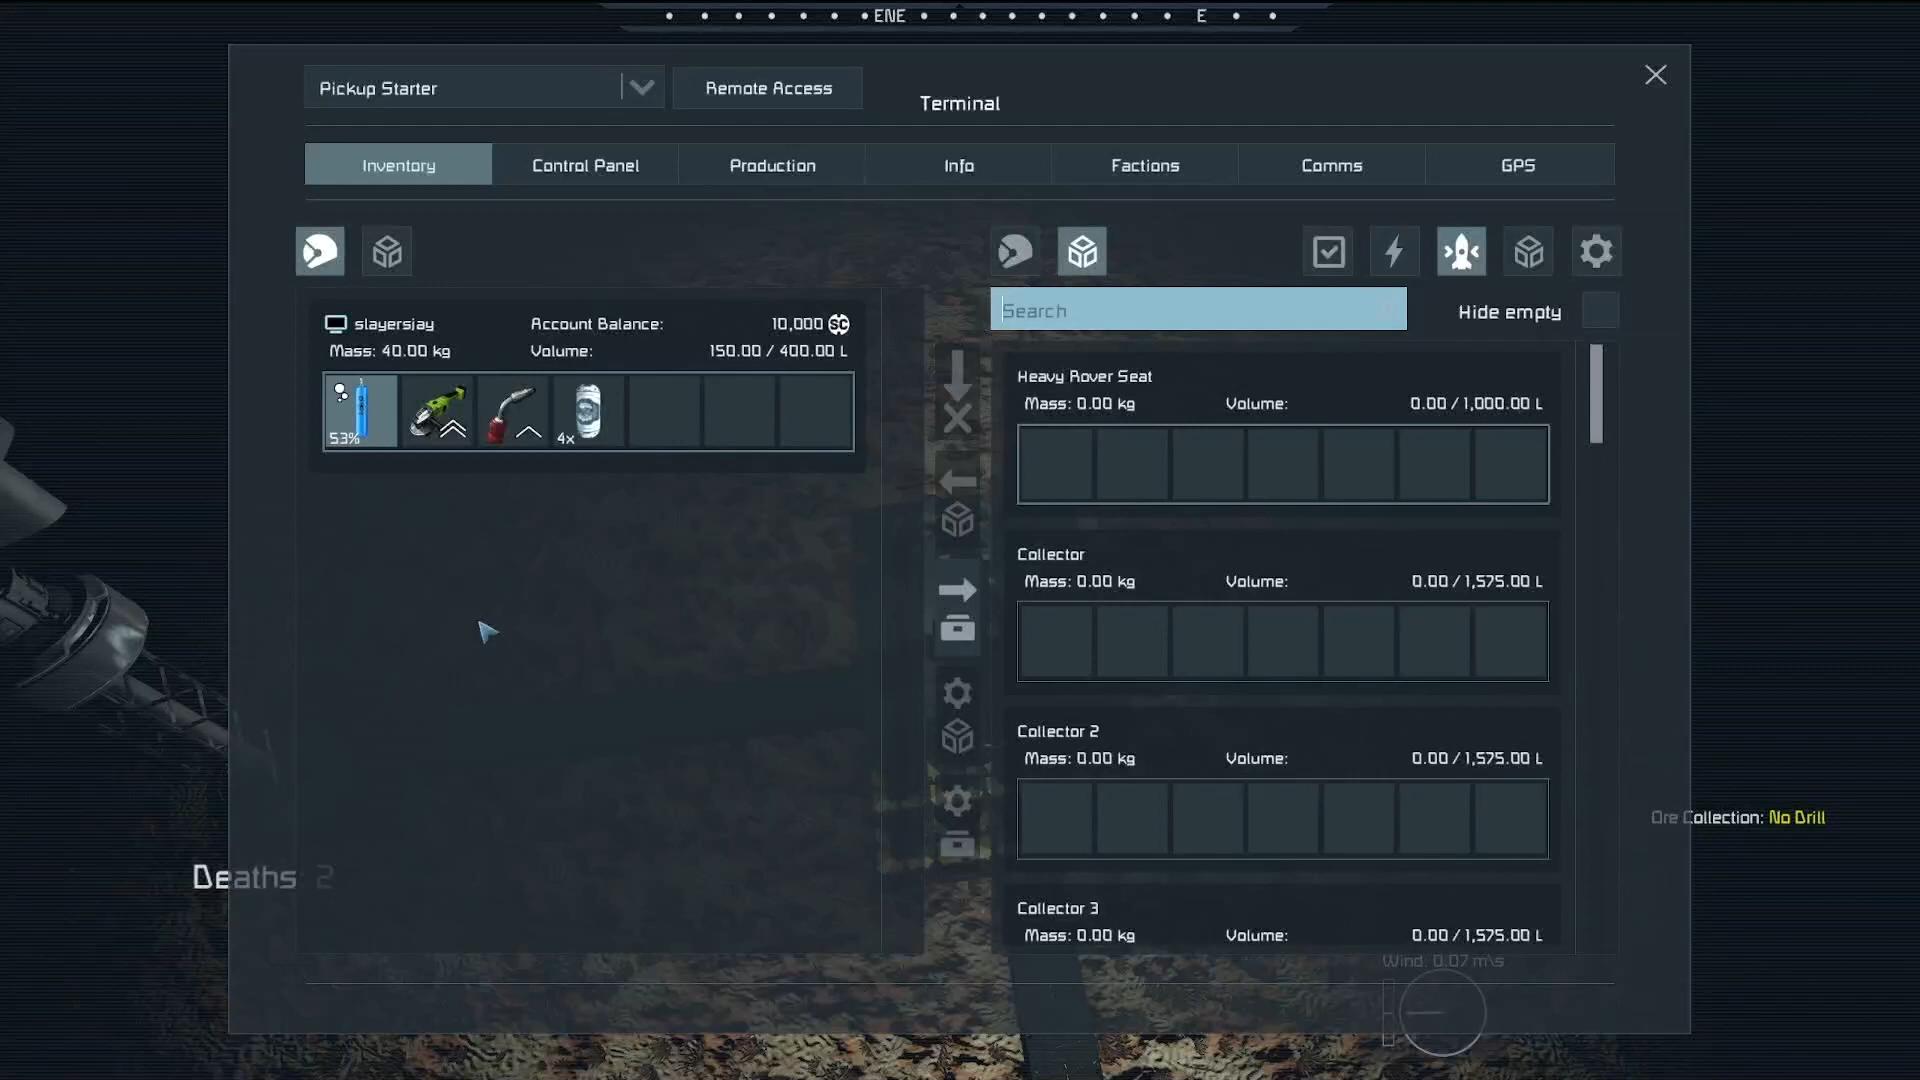 ENE E
Pickup Starter Remote Access
Terminal
Inventory Control Panel Production Info Factions Comms GPS
Search Hide empty
slayersjay Account Balance: 10,000 SC
Mass: 40.00 kg Volume: 150.00 / 400.00 L
53% 4x
Heavy Rover Seat
Mass: 0.00 kg Volume: 0.00 / 1,000.00 L
Collector
Mass: 0.00 kg Volume: 0.00 / 1,575.00 L
Collector 2
Mass: 0.00 kg Volume: 0.00 / 1,575.00 L
Collector 3
Mass: 0.00 kg Volume: 0.00 / 1,575.00 L
Ore Collection: No Drill
Deaths 2
Wind: 0.07 m\s